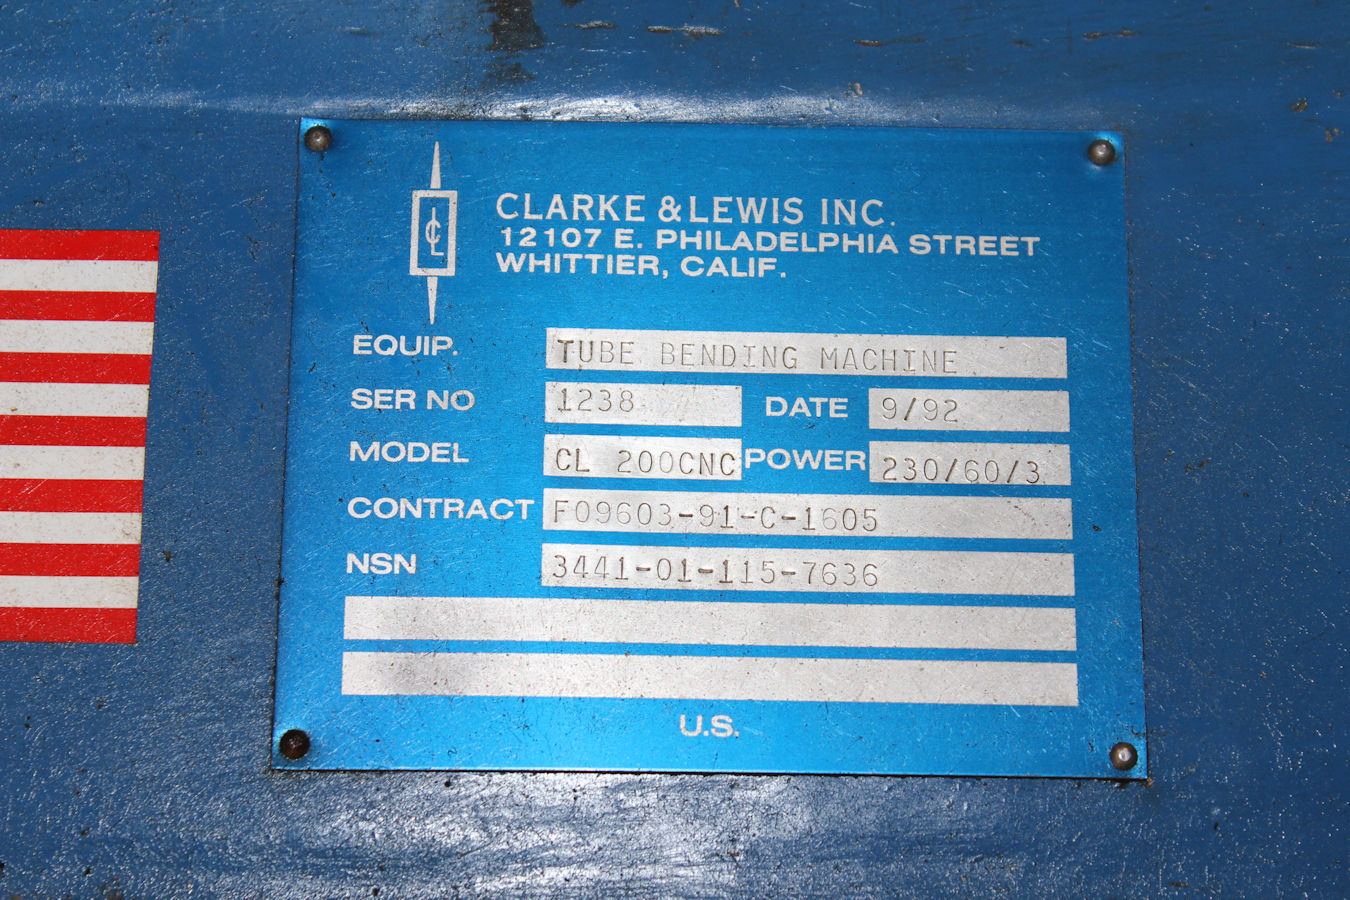 CL
CLARKE & LEWIS INC.
12107 E. PHILADELPHIA STREET
WHITTIER, CALIF.
EQUIP. TUBE BENDING MACHINE
SER NO 1238 DATE 9/92
MODEL CL 200CNC POWER 230/60/3
CONTRACT F09603-91-C-1605
NSN 3441-01-115-7636
U.S.